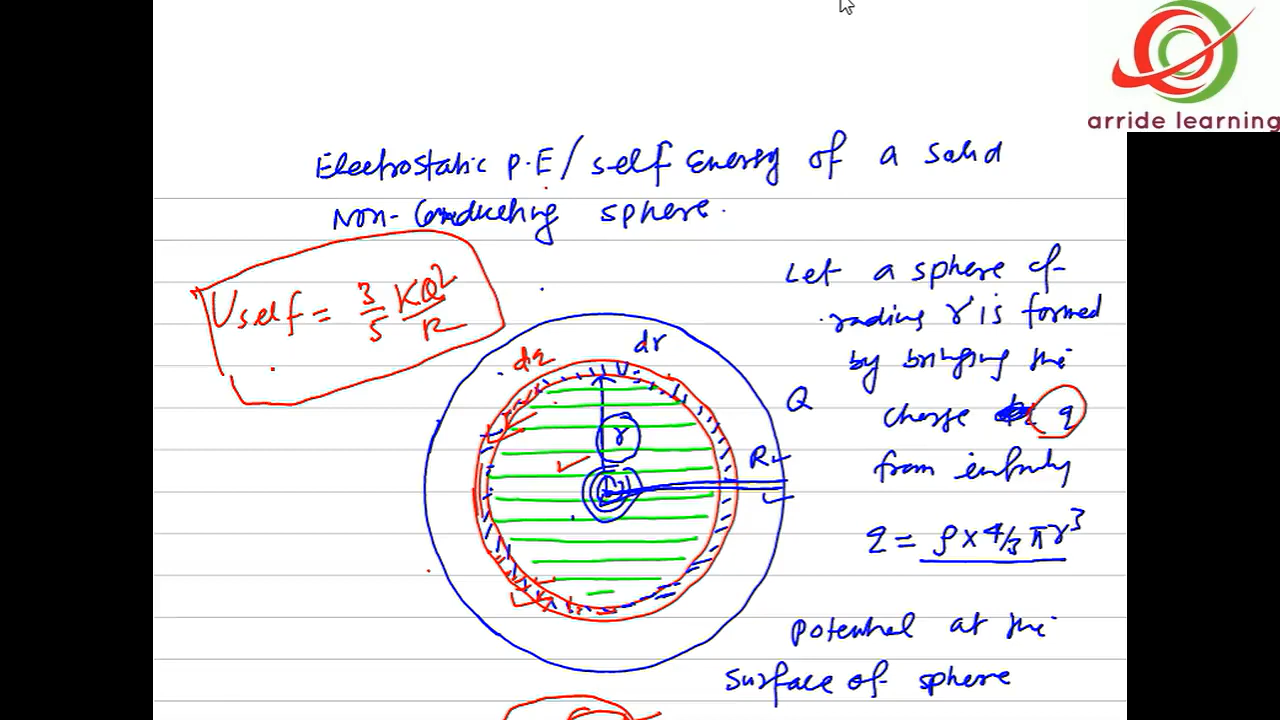 arride learning
Electrostatic P.E / self Energy of a solid
Non-Conducting sphere.
Uself = 3/5 KQ²/R
Let a sphere of
radius r is formed
by bringing the
charge q
from infinity
q = ρ × 4/3 πr³
potential at the
surface of sphere
dq
dr
r
Q
R